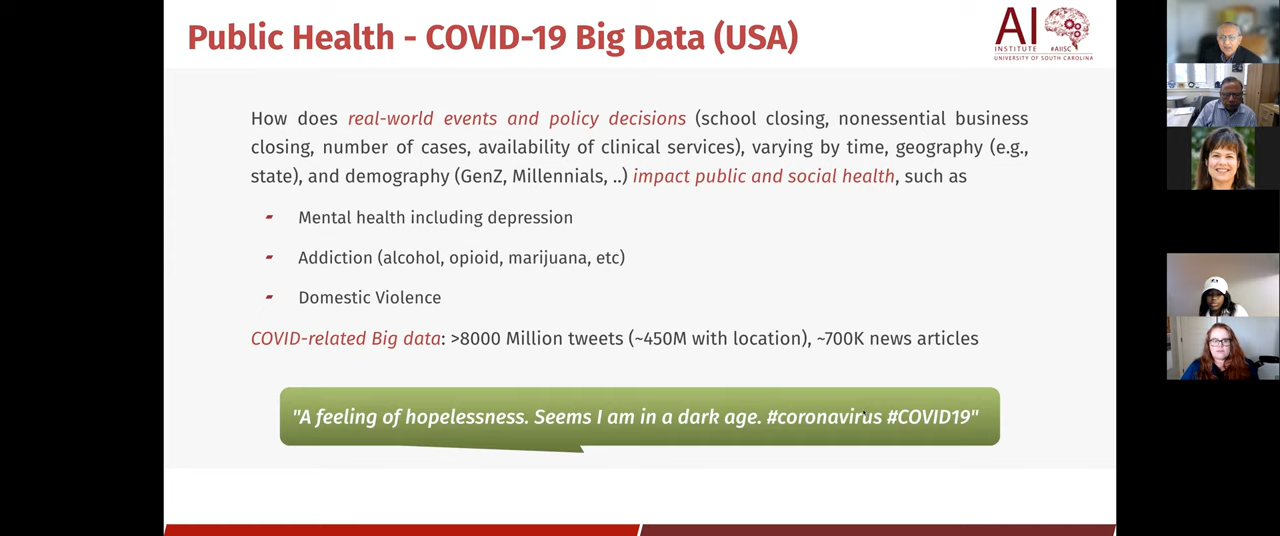 Public Health - COVID-19 Big Data (USA)
AI
INSTITUTE #AIISC
UNIVERSITY OF SOUTH CAROLINA
How does real-world events and policy decisions (school closing, nonessential business
closing, number of cases, availability of clinical services), varying by time, geography (e.g.,
state), and demography (GenZ, Millennials, ..) impact public and social health, such as
Mental health including depression
Addiction (alcohol, opioid, marijuana, etc)
Domestic Violence
COVID-related Big data: >8000 Million tweets (~450M with location), ~700K news articles
"A feeling of hopelessness. Seems I am in a dark age. #coronavirus #COVID19"